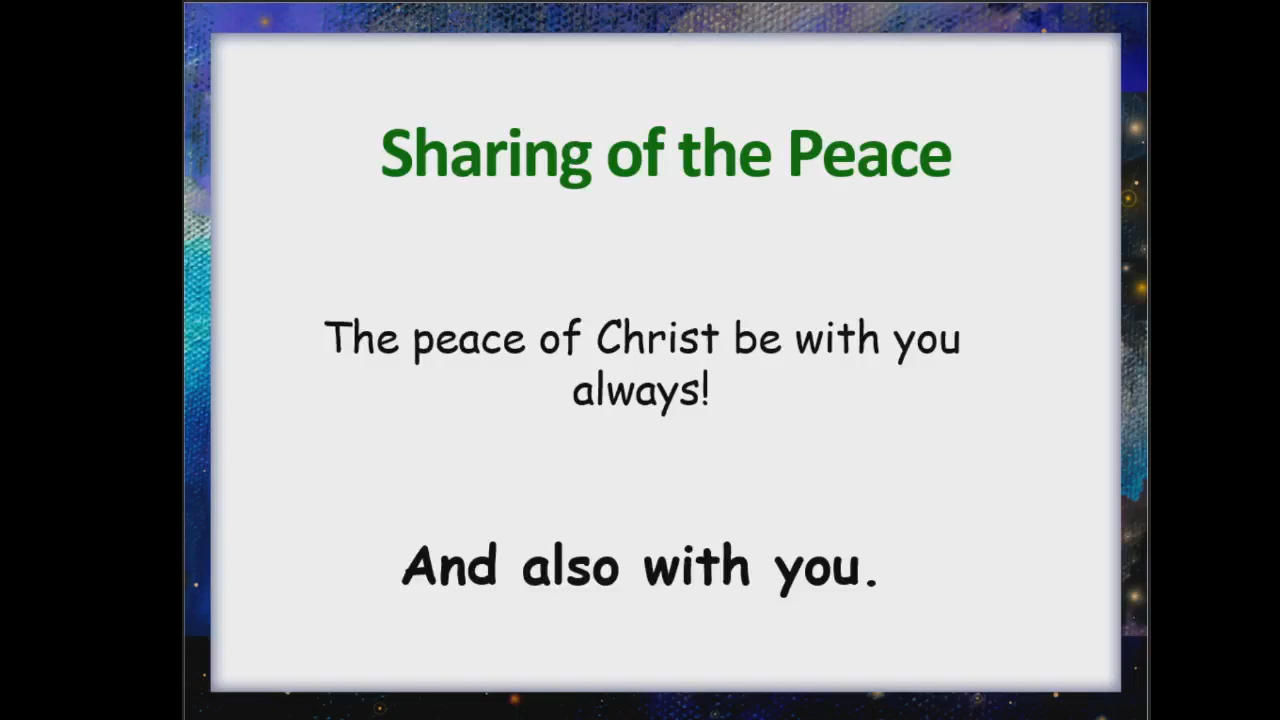 Sharing of the Peace
The peace of Christ be with you
always!
And also with you.